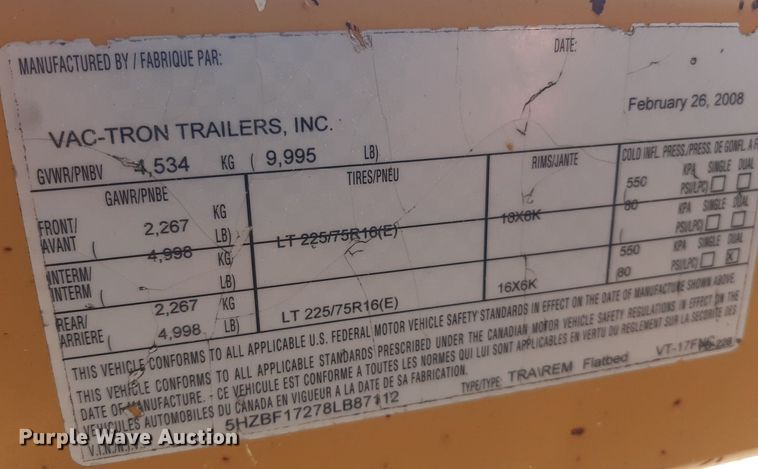 MANUFACTURED BY / FABRIQUE PAR: DATE:
VAC-TRON TRAILERS, INC. February 26, 2008
GVWR/PNBV 4,534 KG ( 9,995 LB)
GAWR/PNBE TIRES/PNÉU RIMS/JANTE COLD INFL. PRESS./PRESS. DE GONFL. A F
FRONT/ 2,267 KG 550 KPA SINGLE DUAL
AVANT ( 4,998 LB) LT 225/75R16(E) 16X6K 80 PSI/LPC)
INTERM/ KG KPA SINGLE DUAL
INTERM ( LB) ( PSI/LPC)
REAR/ 2,267 KG 550 KPA SINGLE DUAL
ARRIERE ( 4,998 LB) LT 225/75R16(E) 16X6K 80 PSI/LPC) X
THIS VEHICLE CONFORMS TO ALL APPLICABLE U.S. FEDERAL MOTOR VEHICLE SAFETY STANDARDS IN EFFECT ON THE DATE OF MANUFACTURE SHOWN ABOVE.
THIS VEHICLE CONFORMS TO ALL APPLICABLE STANDARDS PRESCRIBED UNDER THE CANADIAN MOTOR VEHICLE SAFETY REGULATIONS IN EFFECT ON THE
DATE OF MANUFACTURE. - CE VEHICULE EST CONFORME A TOUTES LES NORMES QUI LUI SONT APPLICABLES EN VERTU DU REGLEMENT SUR LA SECURITE DES
VEHICULES AUTOMOBILES DU CANADA EN VIGUEUR A LA DATE DE SA FABRICATION.
V.I.N./N.I.V. 5HZBF17278LB87112 TYPE/TYPE: TRA\REM Flatbed VT-17F
Purple Wave Auction